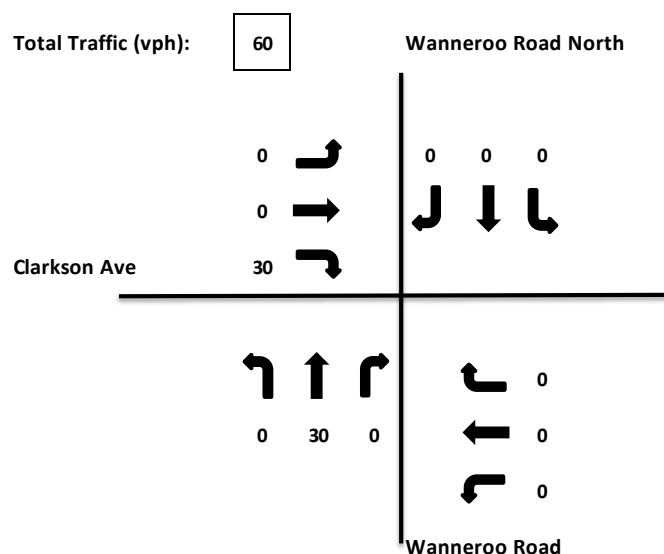 Total Traffic (vph): 60 Wanneroo Road North
0 0 0 0
0
Clarkson Ave 30
0
0 30 0 0
0
Wanneroo Road